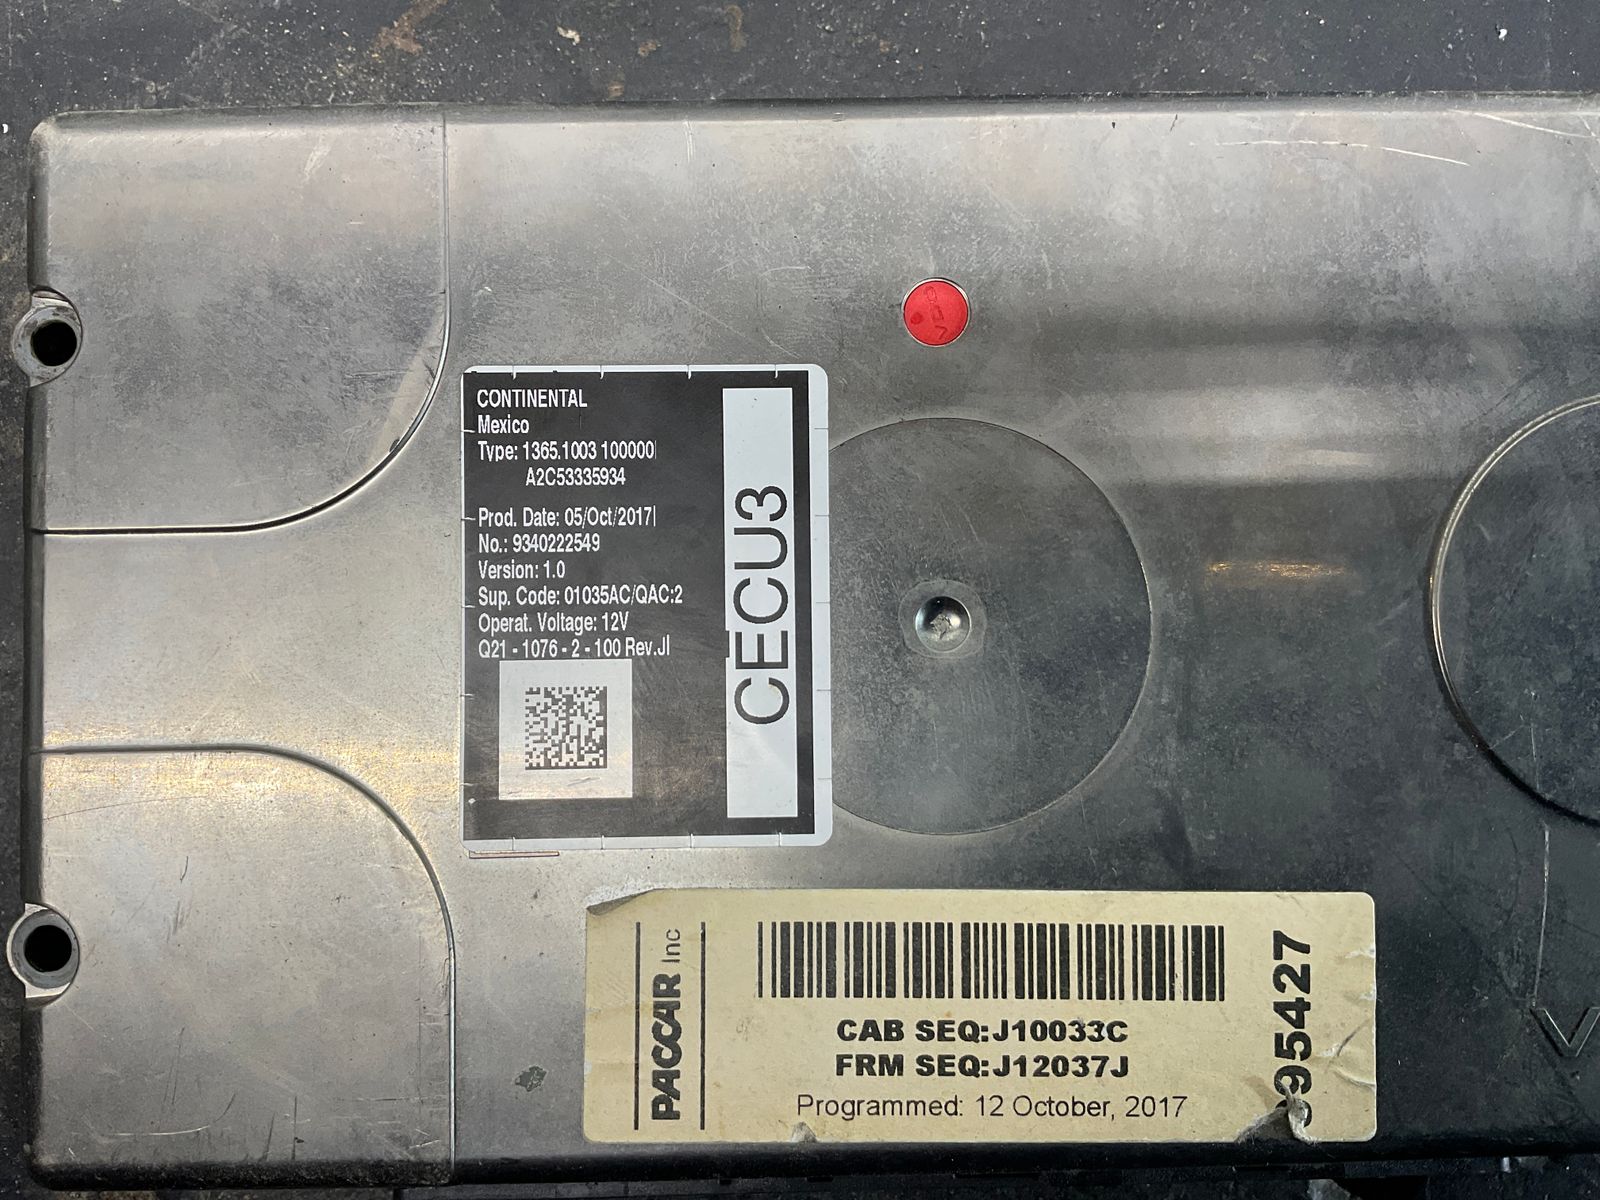 CONTINENTAL
Mexico
Type: 1365.1003 100000
A2C53335934
Prod. Date: 05/Oct/2017
No.: 9340222549
Version: 1.0
Sup. Code: 01035AC/QAC:2
Operat. Voltage: 12V
Q21 - 1076 - 2 - 100 Rev.J
CECU3
PACCAR Inc
CAB SEQ:J10033C
FRM SEQ:J12037J
Programmed: 12 October, 2017